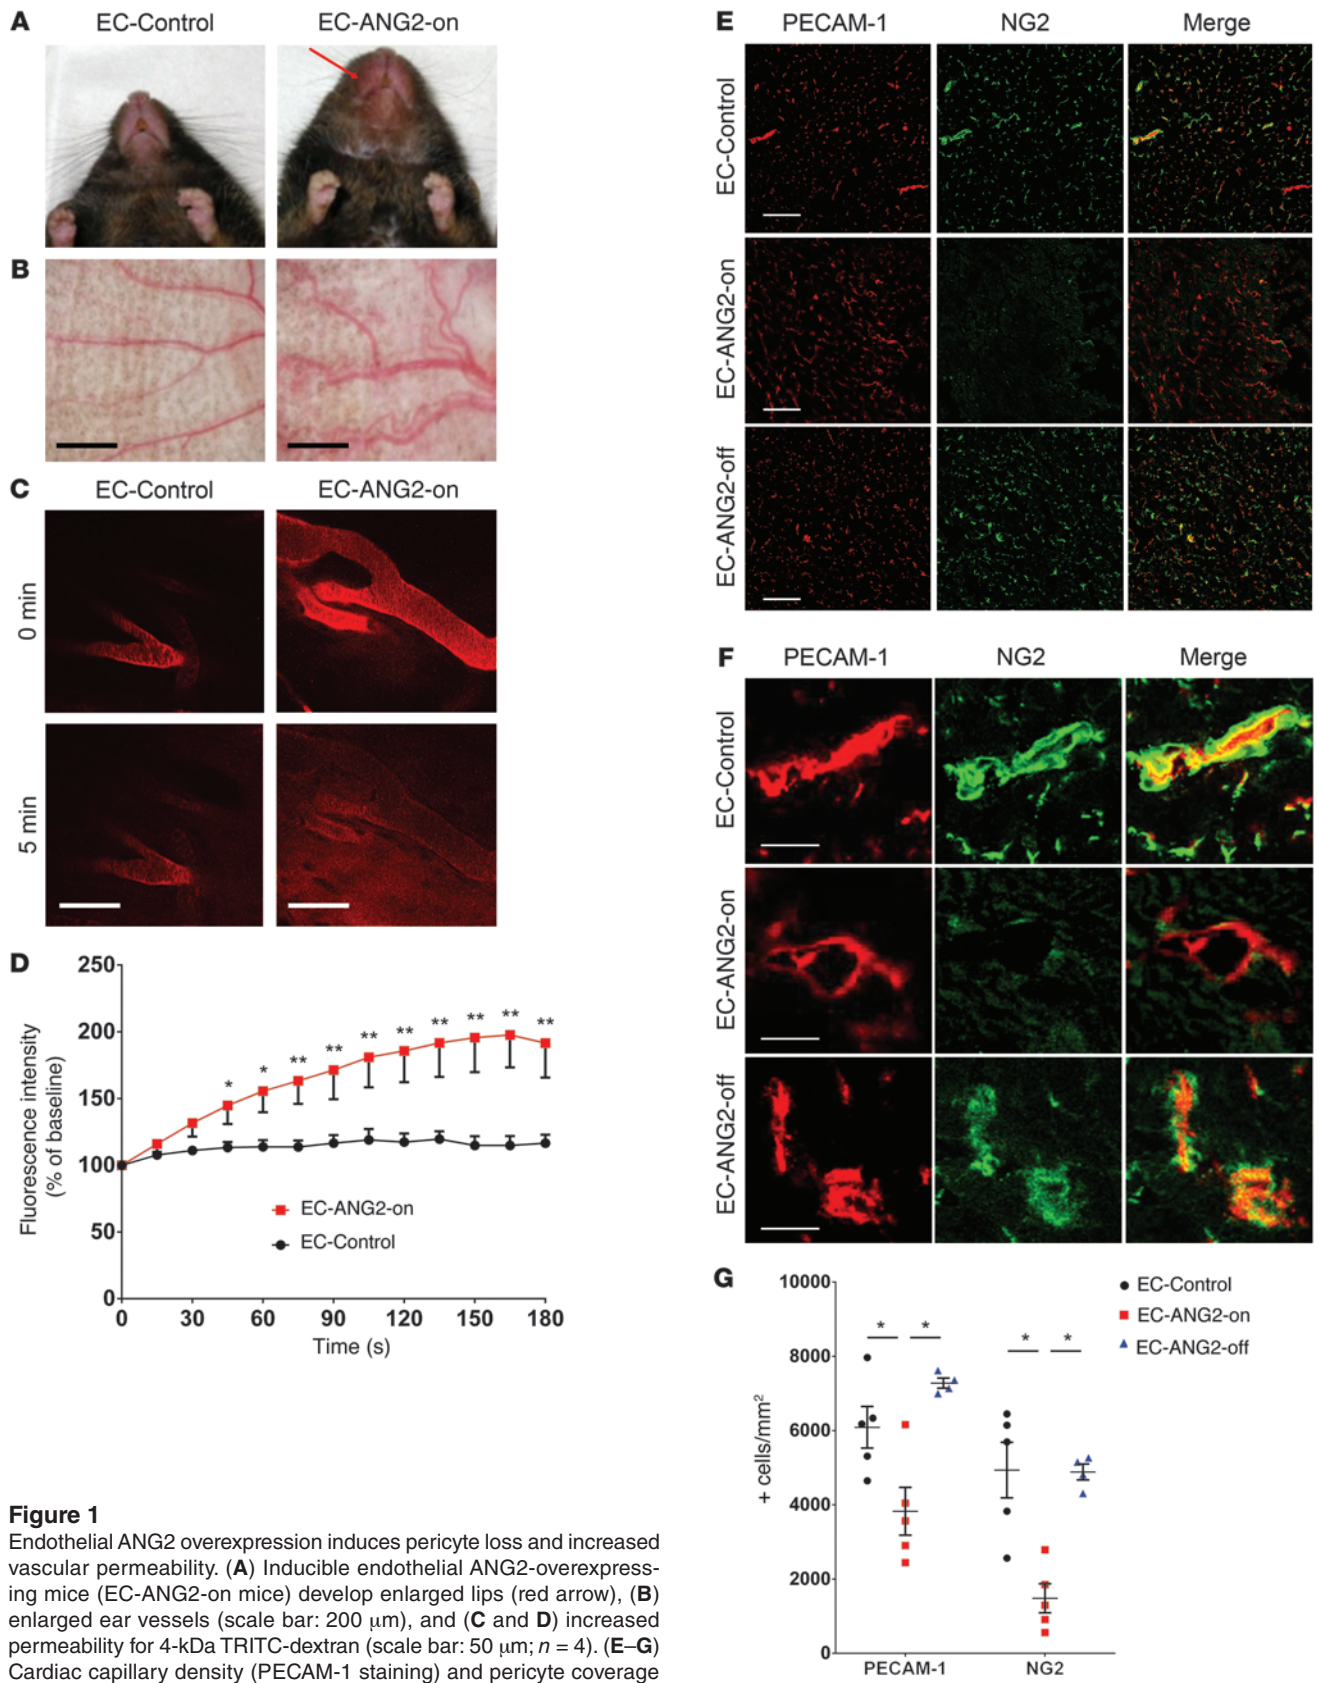 A
EC-Control
EC-ANG2-on
B
C
EC-Control
EC-ANG2-on
0 min
5 min
D
Fluorescence intensity
(% of baseline)
250
200
150
100
50
0
* * ** ** ** ** ** ** ** **
EC-ANG2-on
EC-Control
0 30 60 90 120 150 180
Time (s)
Figure 1
Endothelial ANG2 overexpression induces pericyte loss and increased
vascular permeability. (A) Inducible endothelial ANG2-overexpress-
ing mice (EC-ANG2-on mice) develop enlarged lips (red arrow), (B)
enlarged ear vessels (scale bar: 200 μm), and (C and D) increased
permeability for 4-kDa TRITC-dextran (scale bar: 50 μm; n = 4). (E–G)
Cardiac capillary density (PECAM-1 staining) and pericyte coverage
E
PECAM-1 NG2 Merge
EC-Control
EC-ANG2-on
EC-ANG2-off
F
PECAM-1 NG2 Merge
EC-Control
EC-ANG2-on
EC-ANG2-off
G
+ cells/mm²
10000
8000
6000
4000
2000
0
* * * *
EC-Control
EC-ANG2-on
EC-ANG2-off
PECAM-1 NG2